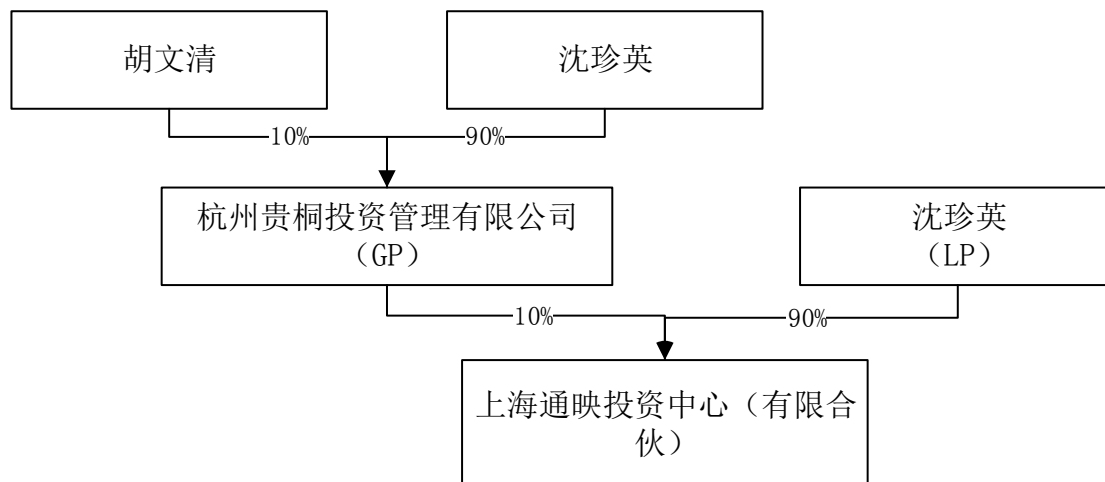 胡文清
沈珍英
10%
90%
杭州贵桐投资管理有限公司
（GP）
沈珍英
（LP）
10%
90%
上海通映投资中心（有限合
伙）